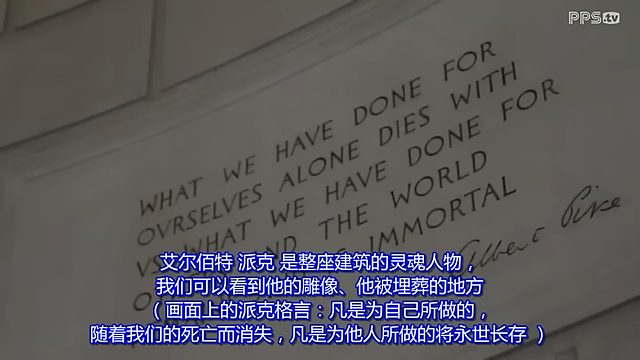 PPS.tv
WHAT WE HAVE DONE FOR
OVRSELVES ALONE DIES WITH
VS WHAT WE HAVE DONE FOR
THE WORLD
IMMORTAL
Albert Pike
艾尔伯特 派克 是整座建筑的灵魂人物，
我们可以看到他的雕像、他被埋葬的地方
（ 画面上的派克格言：凡是为自己所做的，
随着我们的死亡而消失，凡是为他人所做的将永世长存 ）